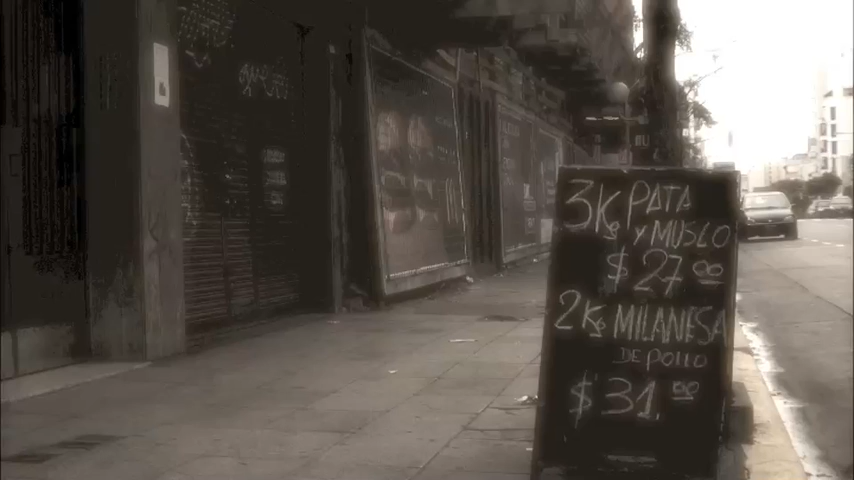 3Kg PATA
y MUSLO
$27 00
2Kg MILANESA
DE POLLO
$31 00